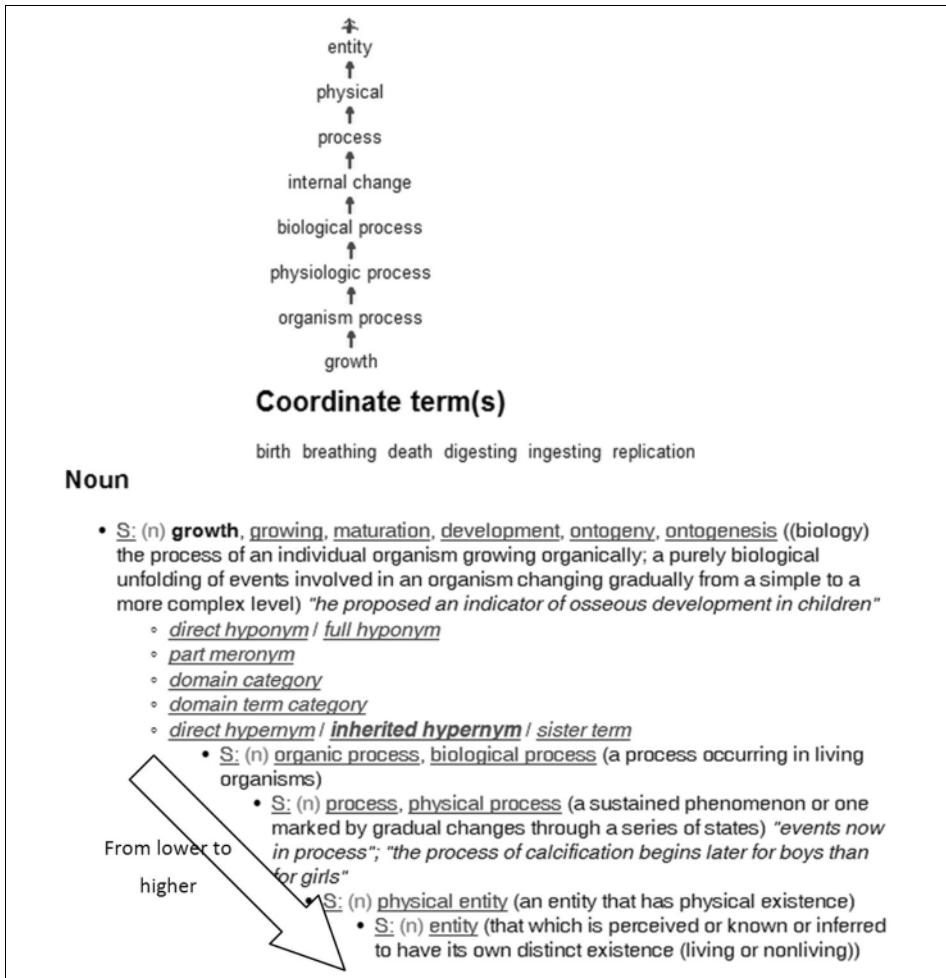 entity
physical
process
internal change
biological process
physiologic process
organism process
growth
Coordinate term(s)
birth breathing death digesting ingesting replication
Noun
• S: (n) growth, growing, maturation, development, ontogeny, ontogenesis ((biology)
the process of an individual organism growing organically; a purely biological
unfolding of events involved in an organism changing gradually from a simple to a
more complex level) "he proposed an indicator of osseous development in children"
◦ direct hyponym / full hyponym
◦ part meronym
◦ domain category
◦ domain term category
◦ direct hypernym / inherited hypernym / sister term
• S: (n) organic process, biological process (a process occurring in living
organisms)
• S: (n) process, physical process (a sustained phenomenon or one
marked by gradual changes through a series of states) "events now
in process"; "the process of calcification begins later for boys than
for girls"
• S: (n) physical entity (an entity that has physical existence)
• S: (n) entity (that which is perceived or known or inferred
to have its own distinct existence (living or nonliving))
From lower to
higher